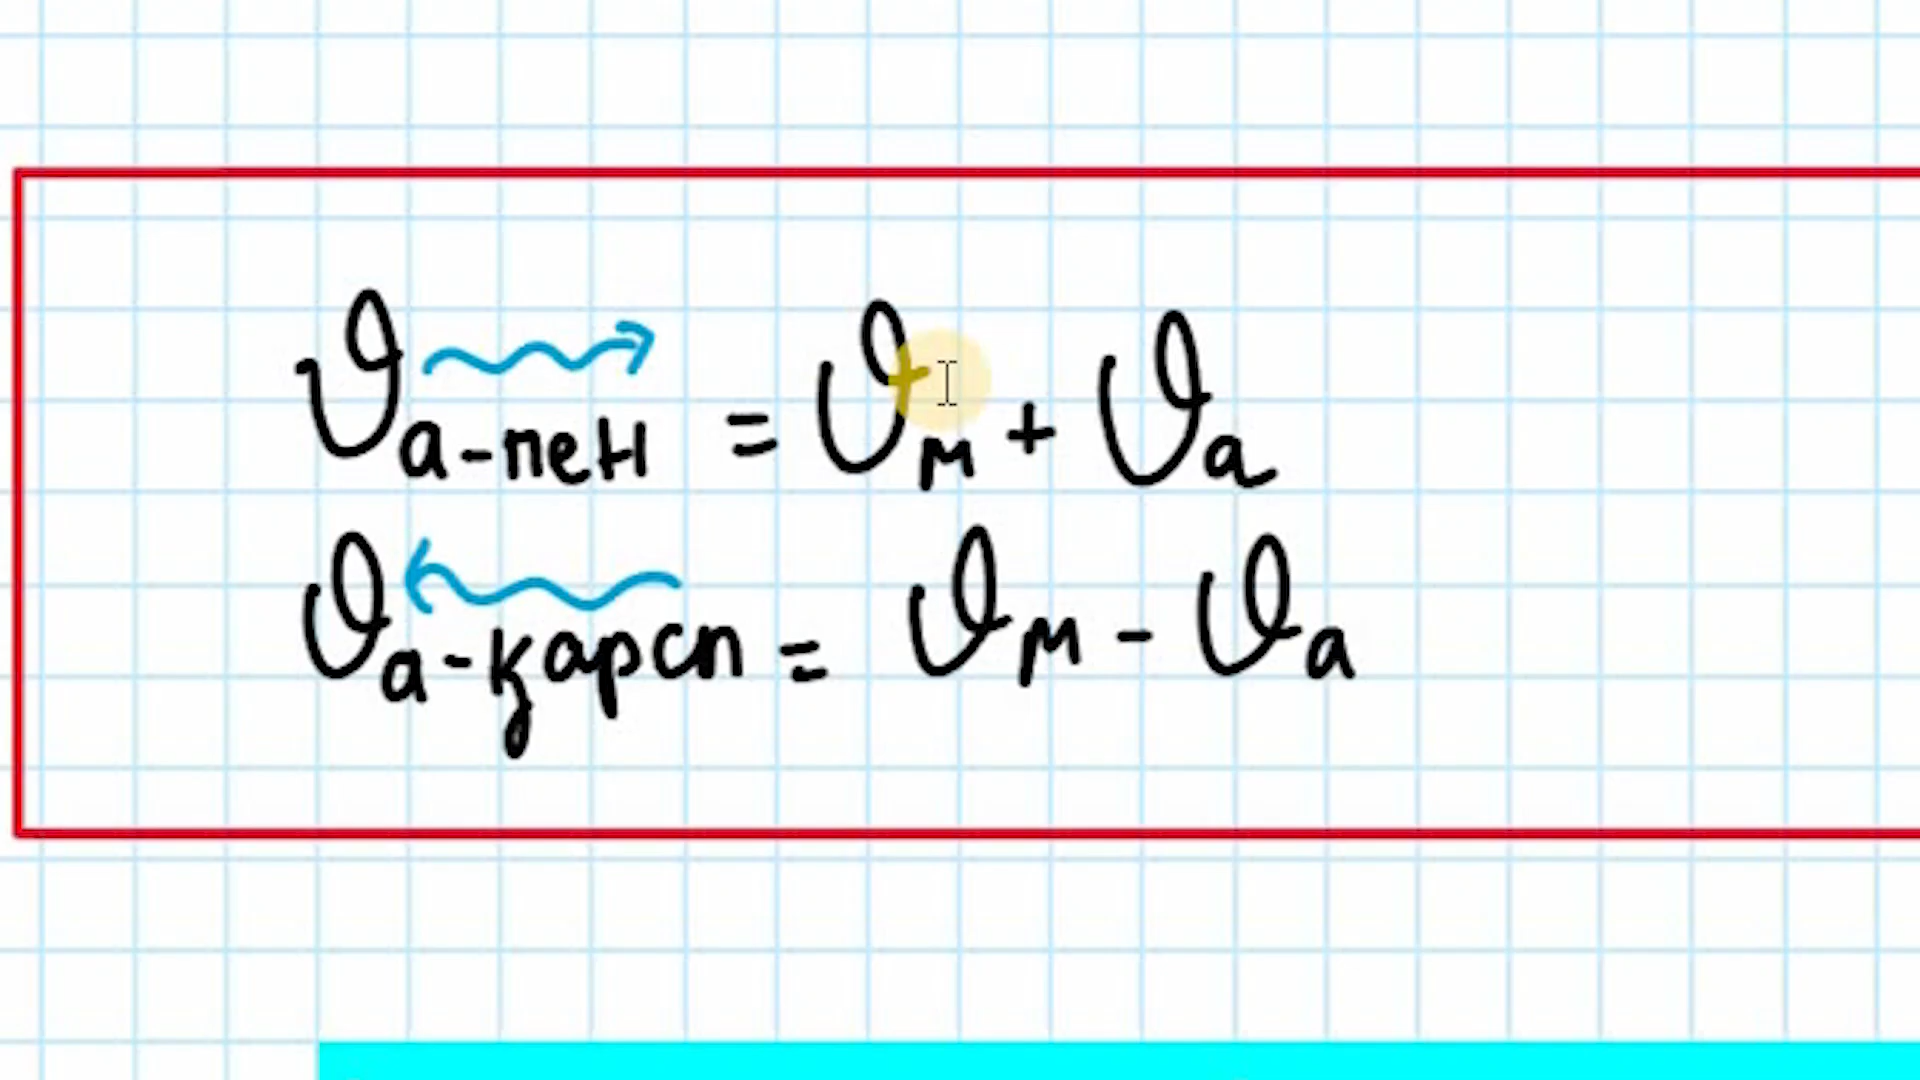 ϑа-пен = ϑм + ϑа
ϑа-қарсп = ϑм - ϑа